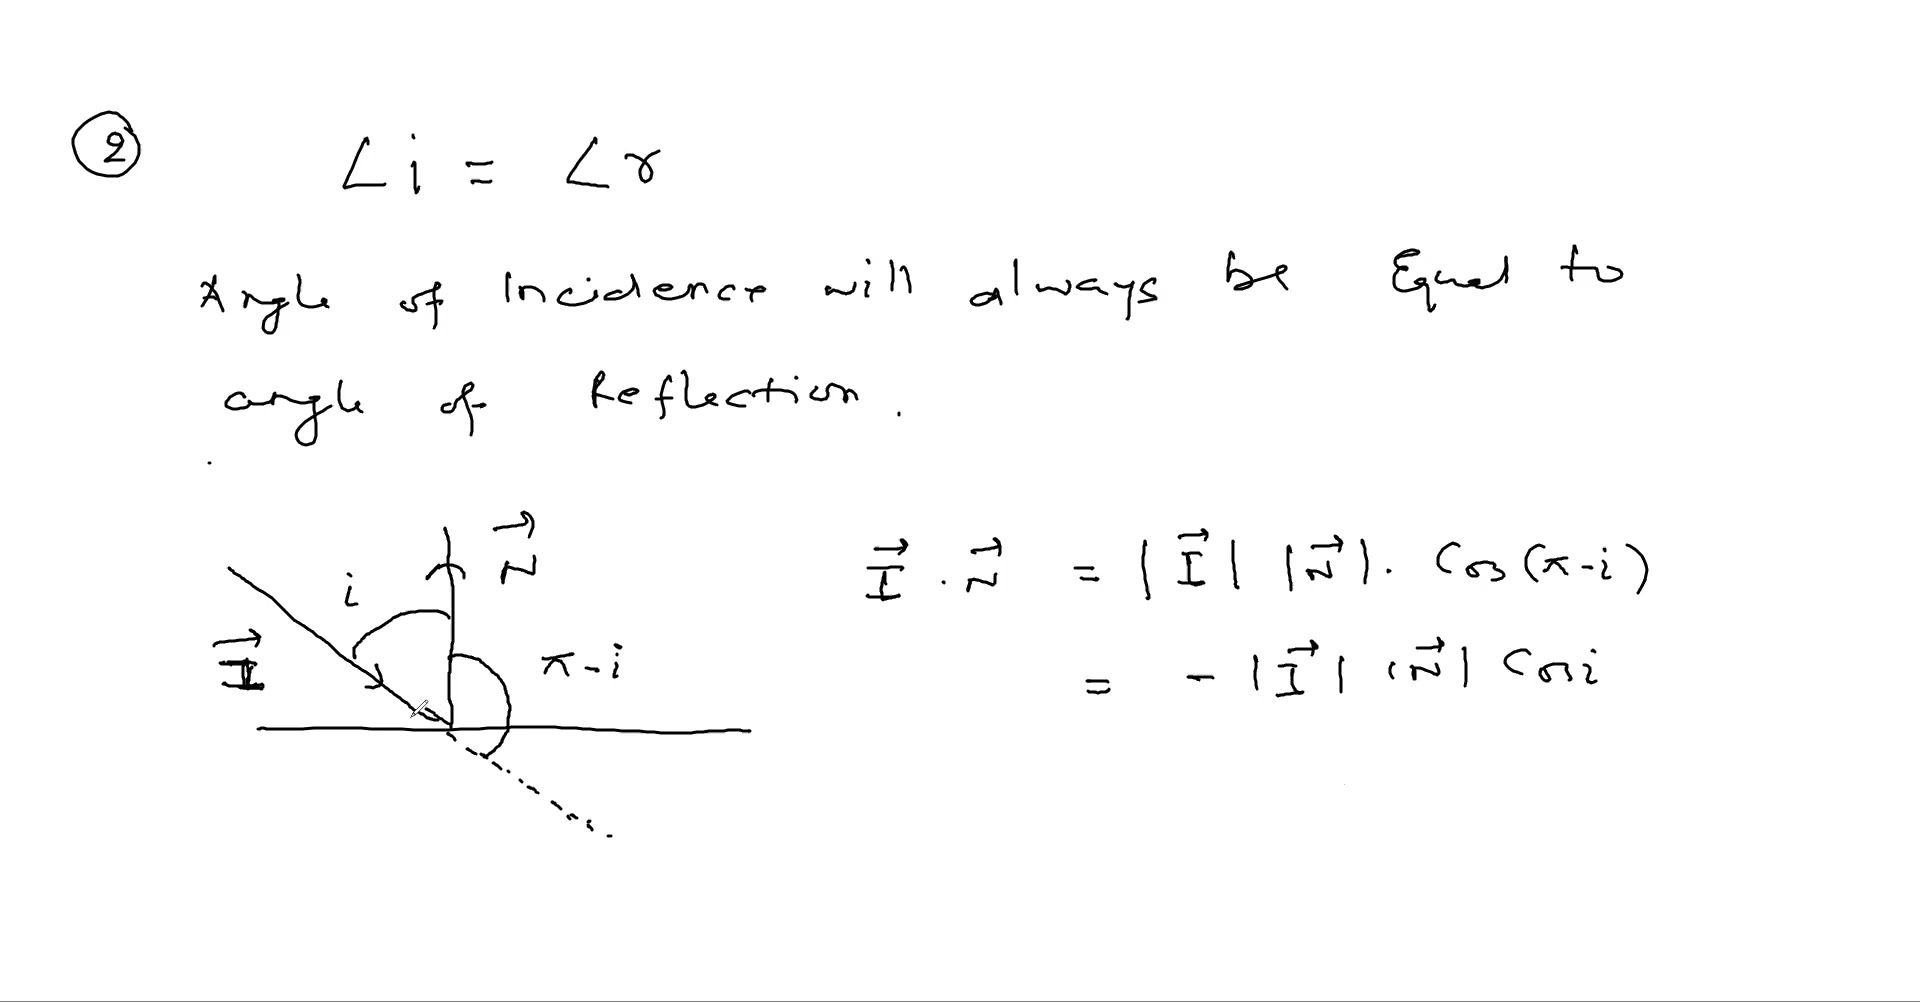 ② ∠i = ∠r
Angle of Incidence will always be Equal to
angle of Reflection.
N⃗
i
I⃗
π-i
I⃗ . N⃗ = |I⃗| |N⃗|. Cos(π-i)
= - |I⃗| |N⃗| Cos i